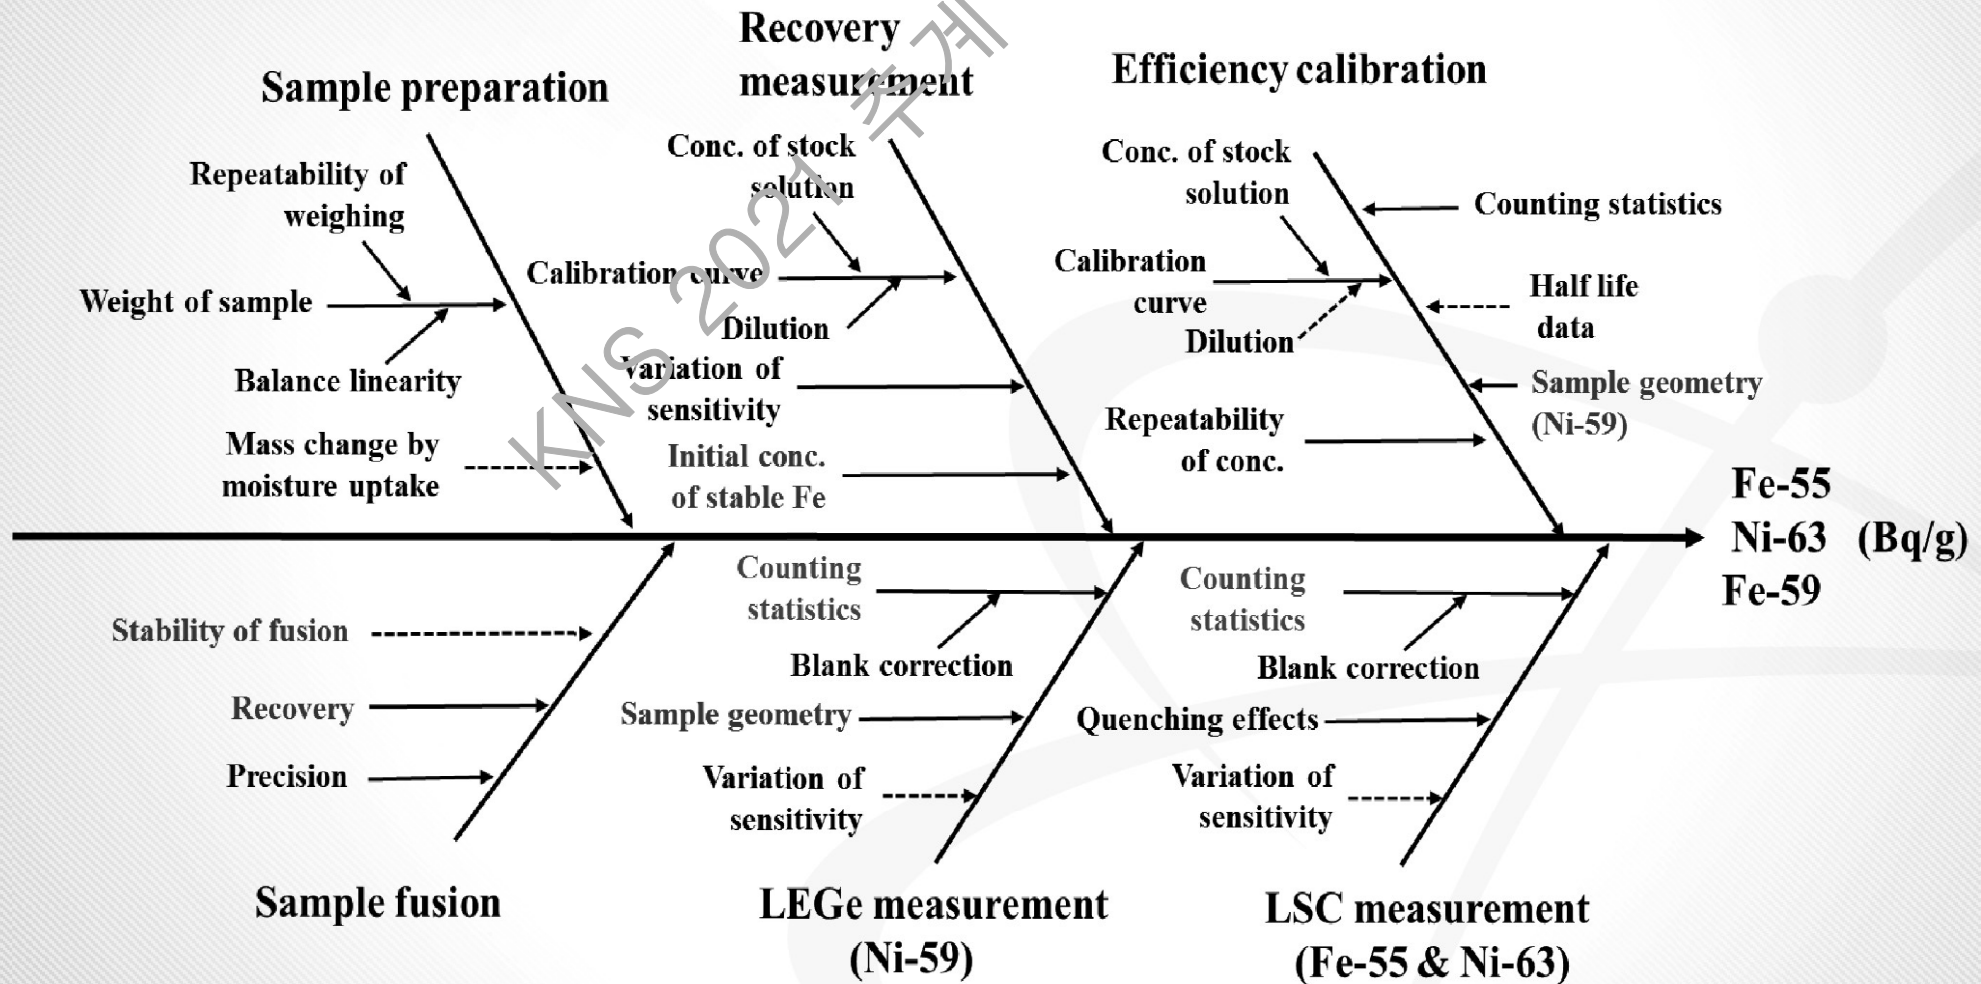 Sample preparation
Recovery
measurement
Efficiency calibration
Repeatability of
weighing
Weight of sample
Balance linearity
Mass change by
moisture uptake
Conc. of stock
solution
Calibration curve
Dilution
Variation of
sensitivity
Initial conc.
of stable Fe
Conc. of stock
solution
Counting statistics
Calibration
curve
Dilution
Half life
data
Sample geometry
(Ni-59)
Repeatability
of conc.
Fe-55
Ni-63 (Bq/g)
Fe-59
Stability of fusion
Recovery
Precision
Sample fusion
Counting
statistics
Blank correction
Sample geometry
Variation of
sensitivity
LEGe measurement
(Ni-59)
Counting
statistics
Blank correction
Quenching effects
Variation of
sensitivity
LSC measurement
(Fe-55 & Ni-63)
KNS 2021 추계